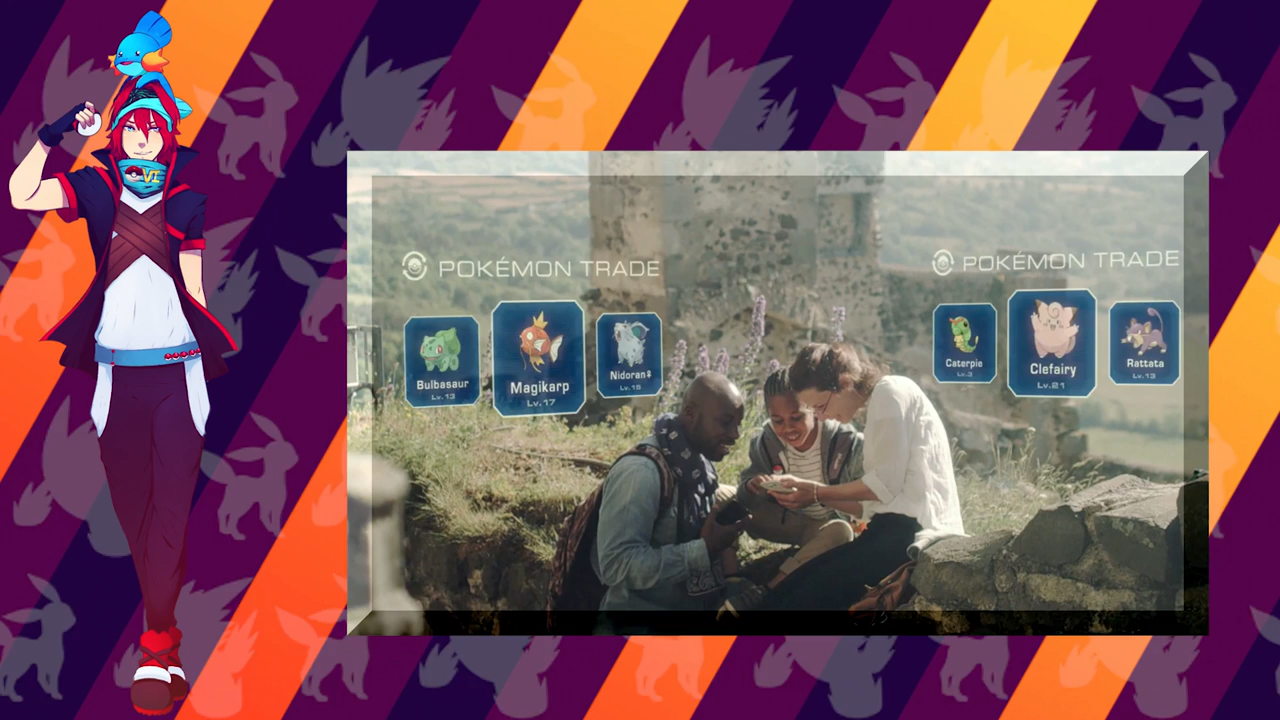 VI
POKÉMON TRADE
Bulbasaur
Lv.13
Magikarp
Lv.17
Nidoran♀
Lv.15
POKÉMON TRADE
Caterpie
Lv.3
Clefairy
Lv.21
Rattata
Lv.13